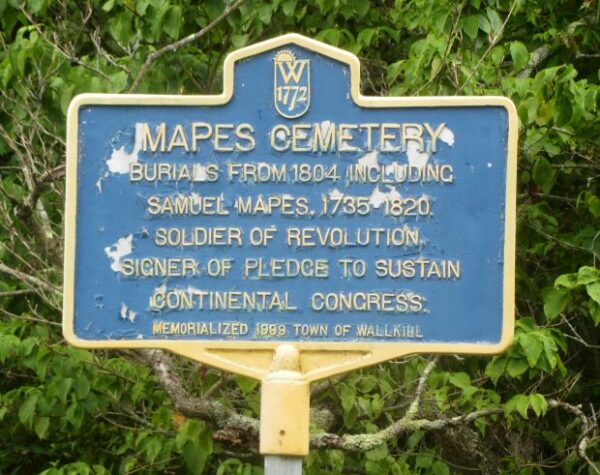 W
1772
MAPES CEMETERY
BURIALS FROM 1804 INCLUDING
SAMUEL MAPES, 1735-1820.
SOLDIER OF REVOLUTION,
SIGNER OF PLEDGE TO SUSTAIN
CONTINENTAL CONGRESS.
MEMORIALIZED 1999 TOWN OF WALLKILL